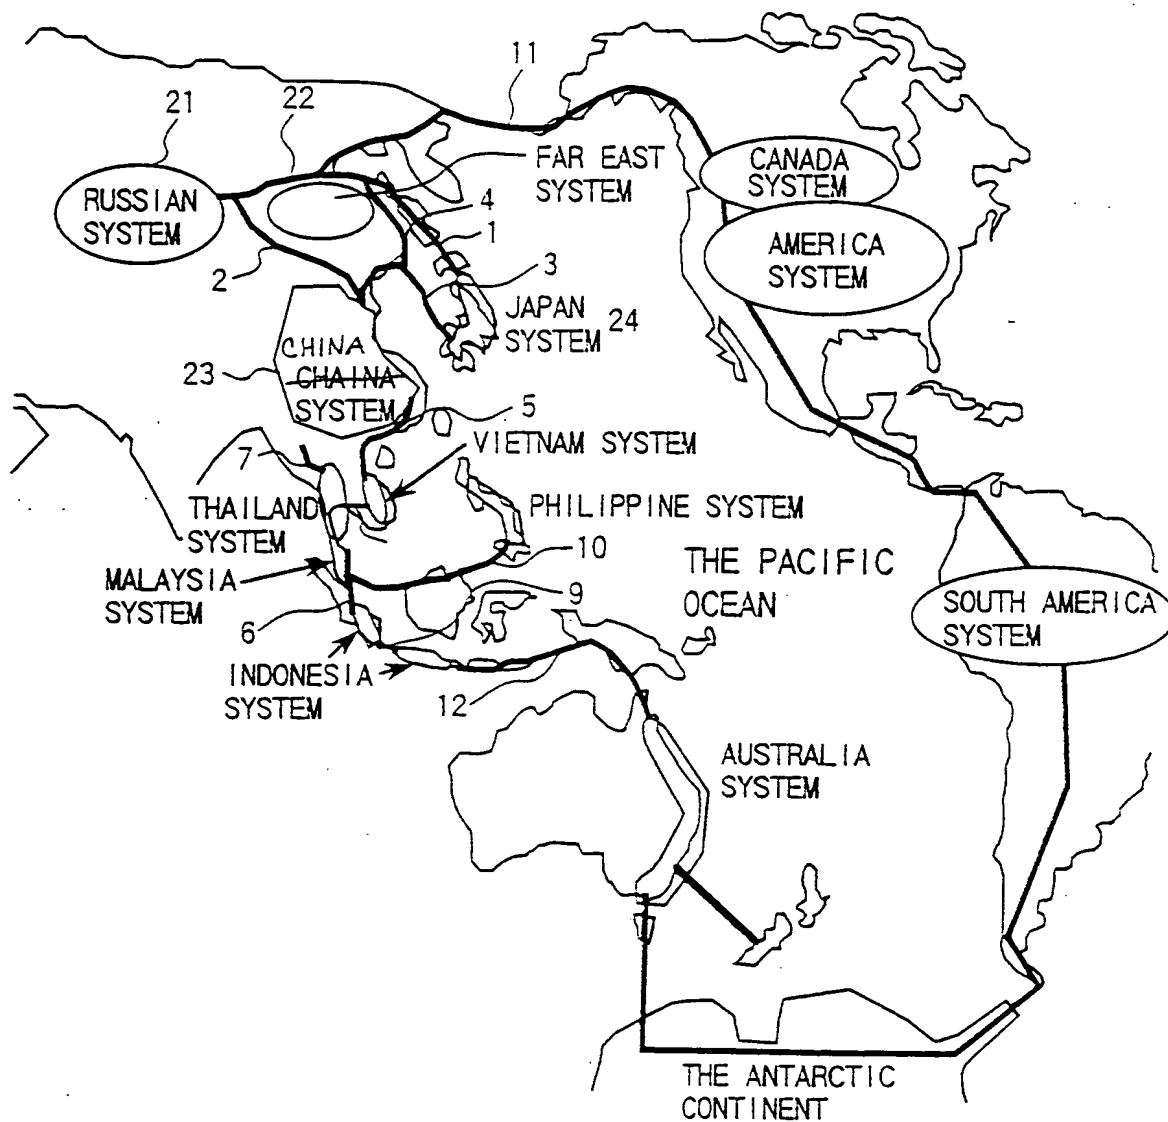 11
21
22
FAR EAST
SYSTEM
CANADA
SYSTEM
RUSSIAN
SYSTEM
4
1
AMERICA
SYSTEM
2
3
JAPAN
SYSTEM
24
CHINA
CHAINA
SYSTEM
23
5
VIETNAM SYSTEM
7
THAILAND
SYSTEM
PHILIPPINE SYSTEM
10
THE PACIFIC
OCEAN
MALAYSIA
SYSTEM
9
6
SOUTH AMERICA
SYSTEM
INDONESIA
SYSTEM
12
AUSTRALIA
SYSTEM
THE ANTARCTIC
CONTINENT